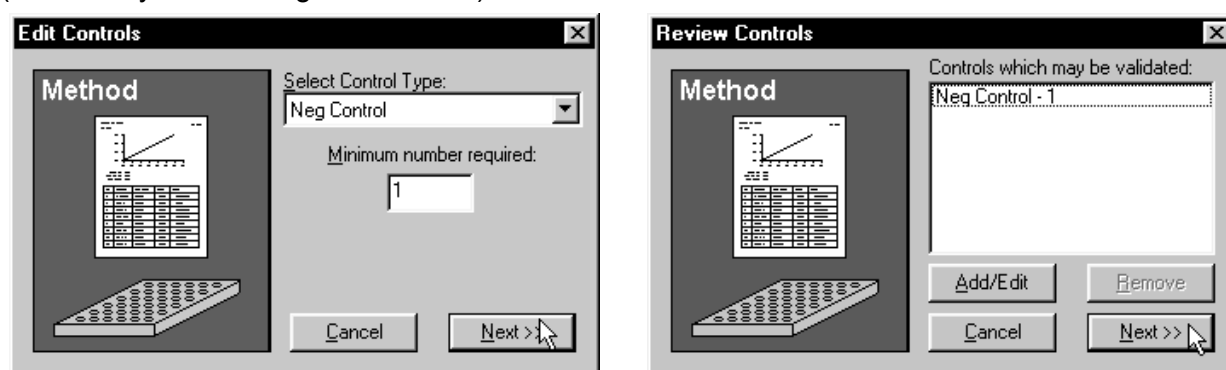 Edit Controls
Method
Select Control Type:
Neg Control
Minimum number required:
1
Cancel
Next >>
Review Controls
Method
Controls which may be validated:
Neg Control - 1
Add/Edit
Remove
Cancel
Next >>